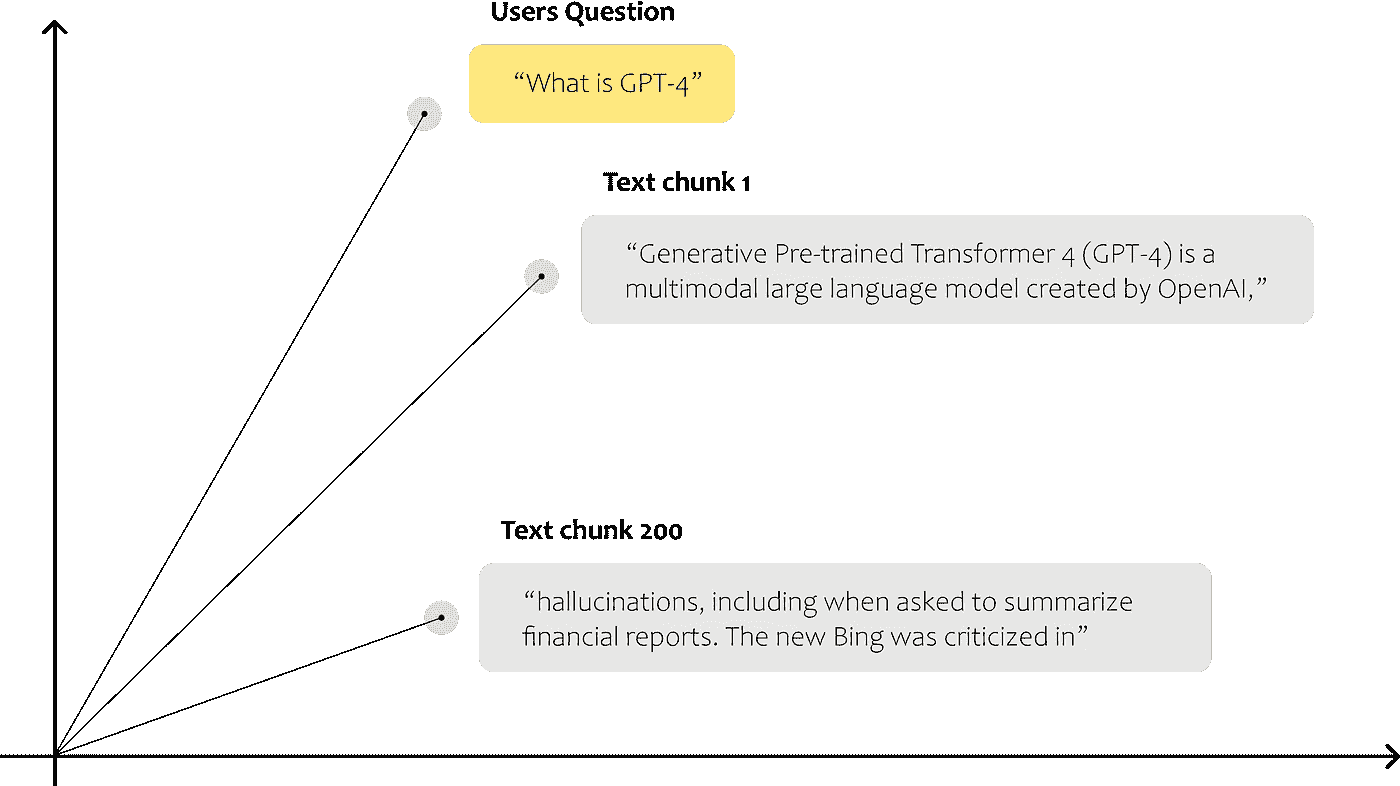 Users Question
“What is GPT-4”
Text chunk 1
“Generative Pre-trained Transformer 4 (GPT-4) is a
multimodal large language model created by OpenAI,”
Text chunk 200
“hallucinations, including when asked to summarize
financial reports. The new Bing was criticized in”